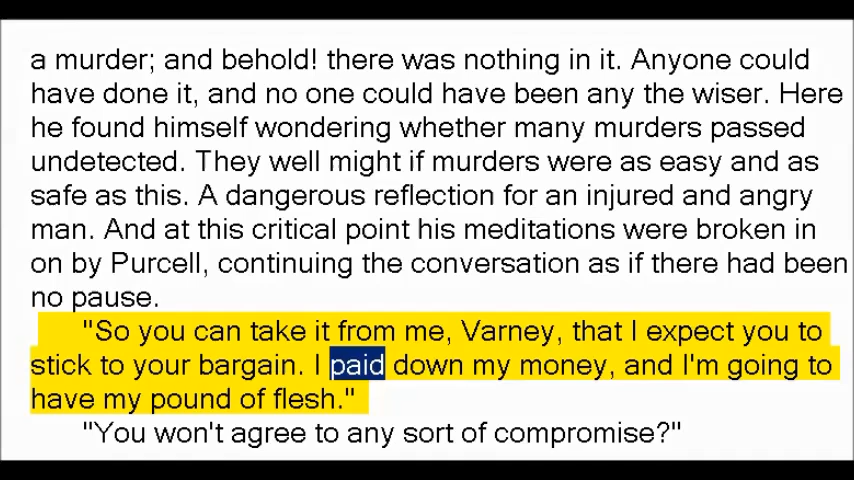 a murder; and behold! there was nothing in it. Anyone could
have done it, and no one could have been any the wiser. Here
he found himself wondering whether many murders passed
undetected. They well might if murders were as easy and as
safe as this. A dangerous reflection for an injured and angry
man. And at this critical point his meditations were broken in
on by Purcell, continuing the conversation as if there had been
no pause.
"So you can take it from me, Varney, that I expect you to
stick to your bargain. I paid down my money, and I'm going to
have my pound of flesh."
"You won't agree to any sort of compromise?"